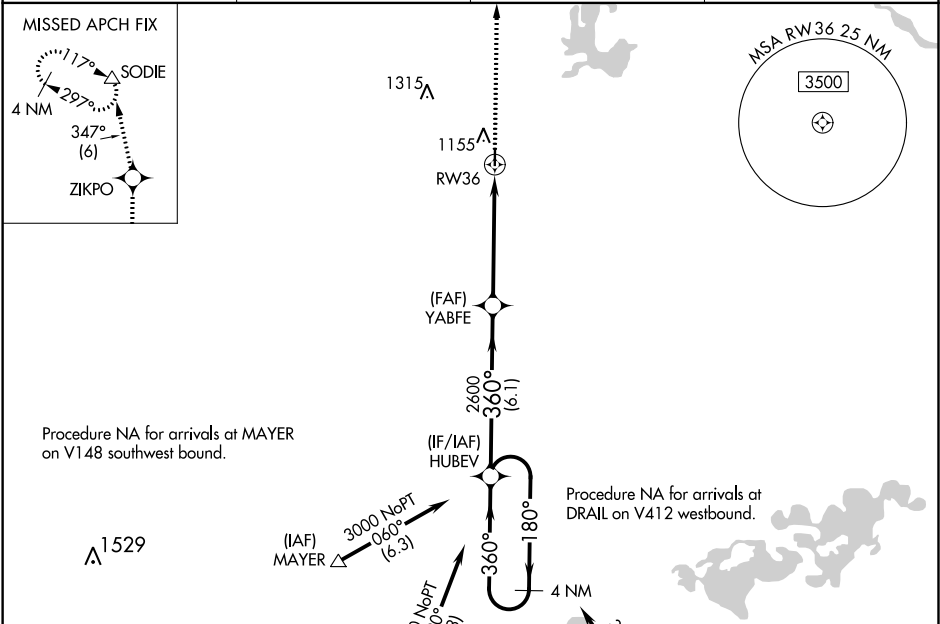 MISSED APCH FIX
117°
SODIE
297°
4 NM
347°
(6)
ZIKPO
1315
1155
RW36
MSA RW36 25 NM
3500
(FAF)
YABFE
2600
360°
(6.1)
Procedure NA for arrivals at MAYER
on V148 southwest bound.
(IF/IAF)
HUBEV
Procedure NA for arrivals at
DRAIL on V412 westbound.
3000 NoPT
060°
(6.3)
(IAF)
MAYER
1529
360°
180°
4 NM
NoPT